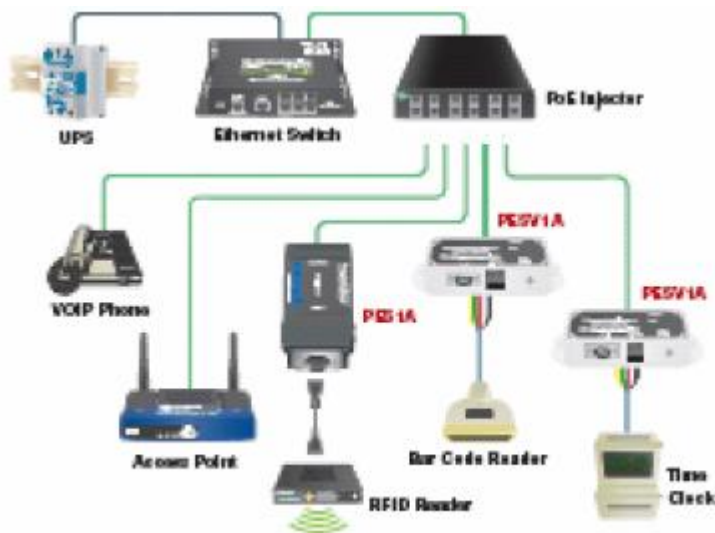 UPS
Ethernet Switch
PoE Injector
VOIP Phone
PES1A
PESV1A
PESV1A
Access Point
RFID Reader
Bar Code Reader
Time
Clock